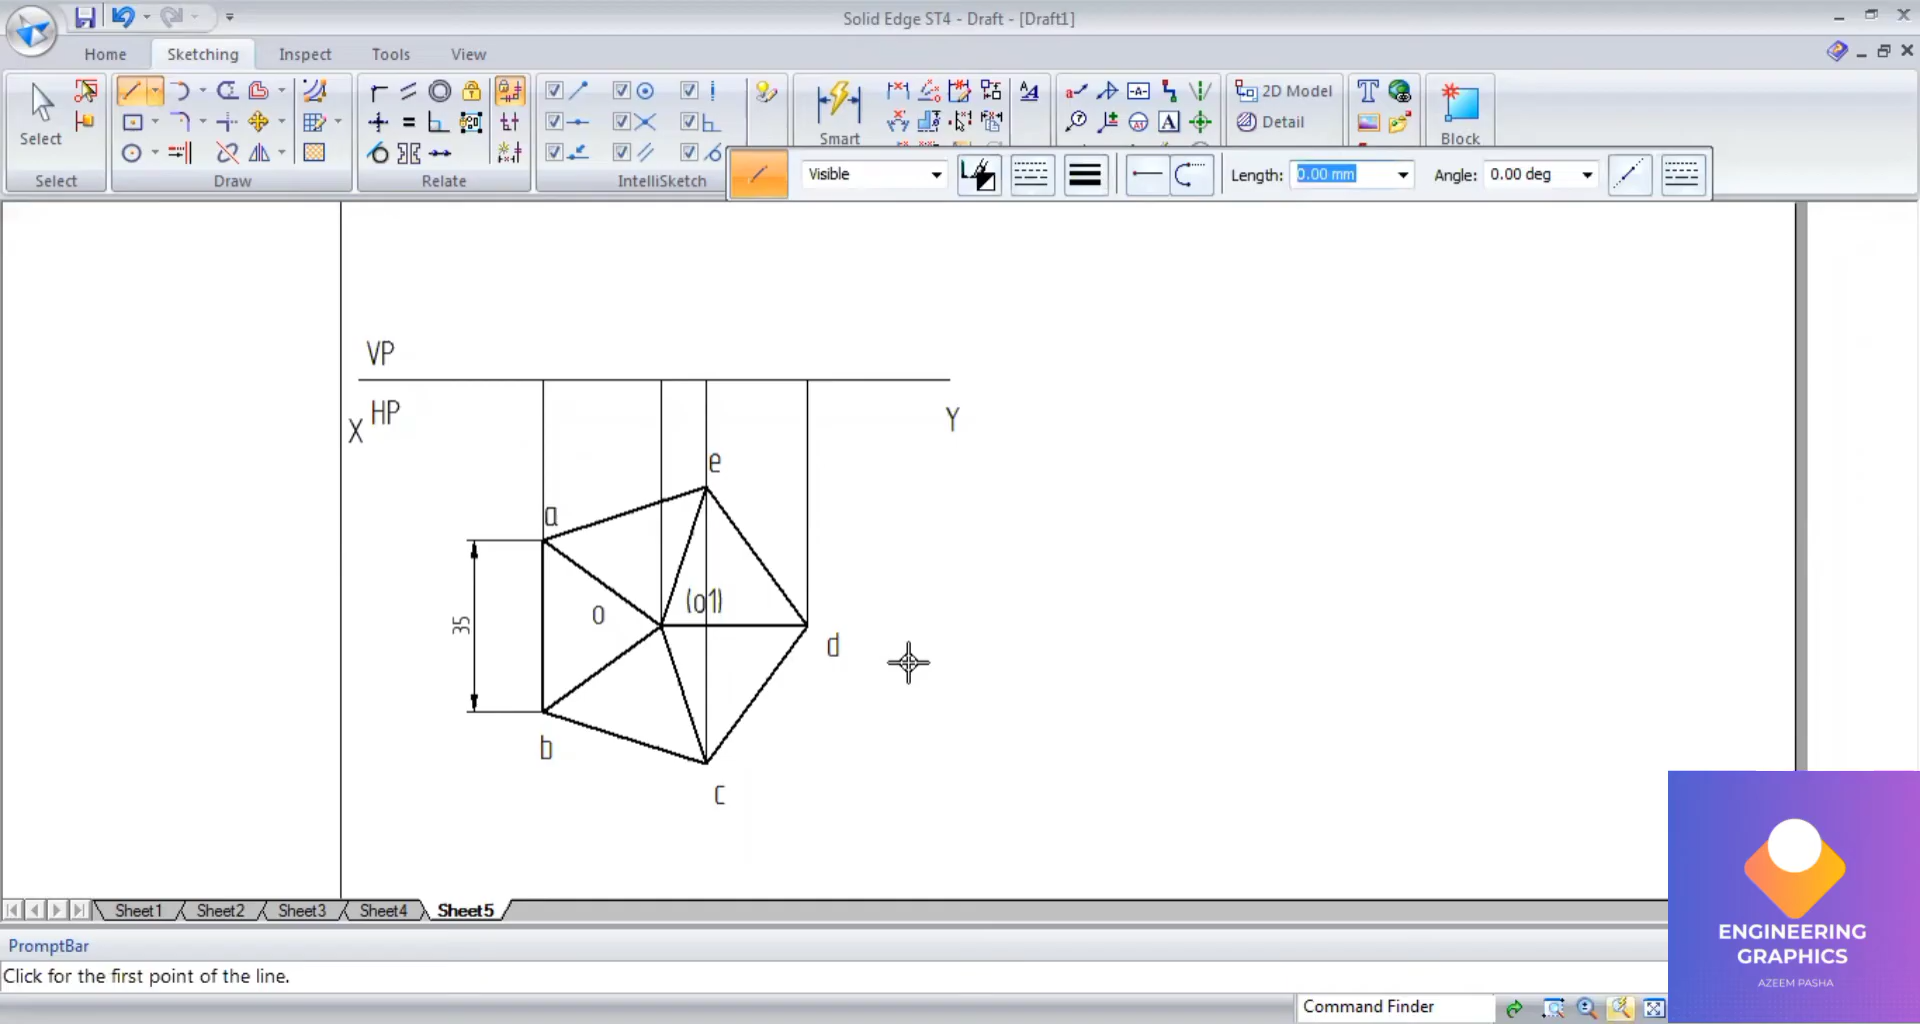 Solid Edge ST4 - Draft - [Draft1]
Home Sketching Inspect Tools View
Select
Smart
2D Model
Detail
Block
Select Draw Relate IntelliSketch
Visible
Length: 0.00 mm Angle: 0.00 deg
VP
HP
X
Y
e
a
35
o
(o1)
d
b
c
Sheet1 Sheet2 Sheet3 Sheet4 Sheet5
PromptBar
Click for the first point of the line.
Command Finder
ENGINEERING
GRAPHICS
AZEEM PASHA